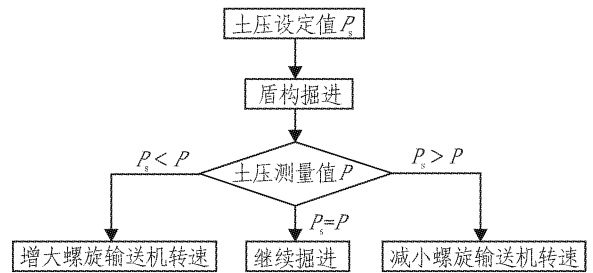 土压设定值Ps
盾构掘进
Ps<P
土压测量值P
Ps>P
Ps=P
增大螺旋输送机转速
继续掘进
减小螺旋输送机转速